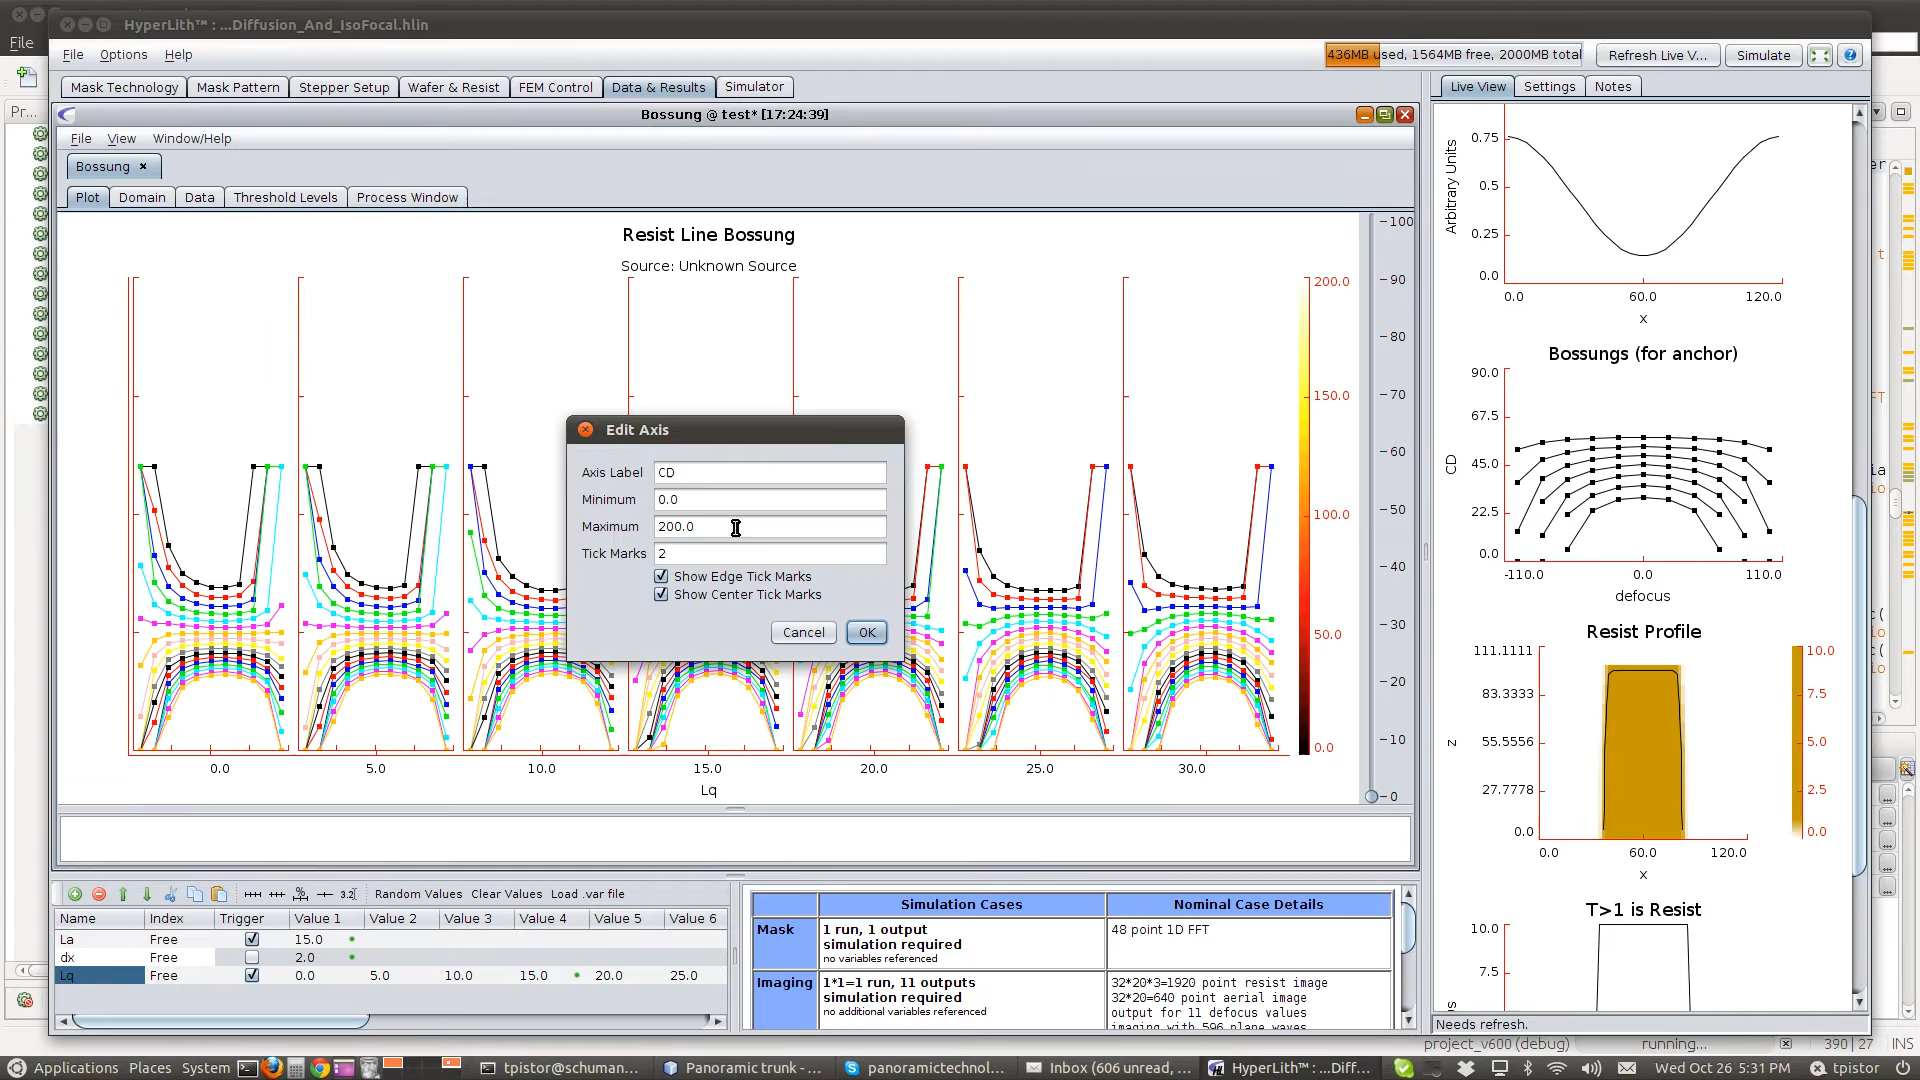 HyperLith™ : ...Diffusion_And_IsoFocal.hlin
File
File Options Help
436MB used, 1564MB free, 2000MB total
Refresh Live V... Simulate
Mask Technology Mask Pattern Stepper Setup Wafer & Resist FEM Control Data & Results Simulator
Live View Settings Notes
Pr...
Bossung @ test* [17:24:39]
File View Window/Help
Bossung ×
Plot Domain Data Threshold Levels Process Window
Resist Line Bossung
Source: Unknown Source
200.0
150.0
100.0
50.0
0.0
100
90
80
70
60
50
40
30
20
10
0
0.0 5.0 10.0 15.0 20.0 25.0 30.0
Lq
Edit Axis
Axis Label CD
Minimum 0.0
Maximum 200.0
Tick Marks 2
Show Edge Tick Marks
Show Center Tick Marks
Cancel OK
Arbitrary Units
0.75
0.5
0.25
0.0
0.0 60.0 120.0
x
Bossungs (for anchor)
CD
90.0
67.5
45.0
22.5
0.0
-110.0 0.0 110.0
defocus
Resist Profile
z
111.1111
83.3333
55.5556
27.7778
0.0
10.0
7.5
5.0
2.5
0.0
0.0 60.0 120.0
x
T>1 is Resist
10.0
7.5
Needs refresh.
Random Values Clear Values Load .var file
Name Index Trigger Value 1 Value 2 Value 3 Value 4 Value 5 Value 6
La Free 15.0
dx Free 2.0
Lq Free 0.0 5.0 10.0 15.0 20.0 25.0
Simulation Cases Nominal Case Details
Mask
1 run, 1 output
simulation required
no variables referenced
48 point 1D FFT
Imaging
1*1=1 run, 11 outputs
simulation required
no additional variables referenced
32*20*3=1920 point resist image
32*20=640 point aerial image
output for 11 defocus values
imaging with 596 plane waves
project_v600 (debug) running... 390 | 27 INS
Applications Places System
tpistor@schuman... Panoramic trunk - ... panoramictechnol... Inbox (606 unread, ... HyperLith™ : ...Diff...
Wed Oct 26 5:31 PM tpistor